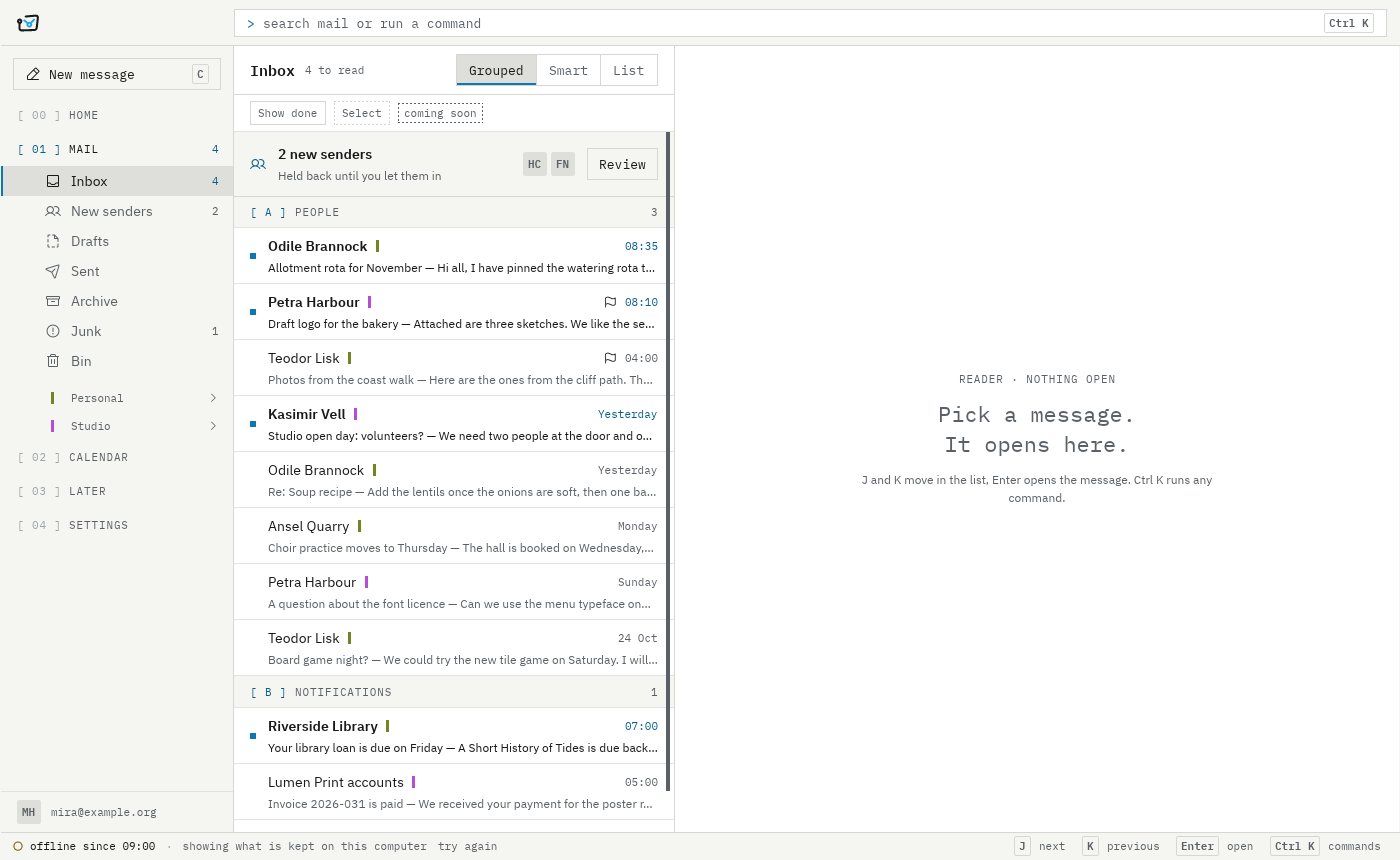 > search mail or run a command Ctrl K
New message C
[ 00 ] HOME
[ 01 ] MAIL 4
Inbox 4
New senders 2
Drafts
Sent
Archive
Junk 1
Bin
Personal
Studio
[ 02 ] CALENDAR
[ 03 ] LATER
[ 04 ] SETTINGS
MH mira@example.org
Inbox 4 to read Grouped Smart List
Show done Select coming soon
2 new senders
Held back until you let them in
HC FN Review
[ A ] PEOPLE 3
Odile Brannock 08:35
Allotment rota for November — Hi all, I have pinned the watering rota t…
Petra Harbour 08:10
Draft logo for the bakery — Attached are three sketches. We like the se…
Teodor Lisk 04:00
Photos from the coast walk — Here are the ones from the cliff path. Th…
Kasimir Vell Yesterday
Studio open day: volunteers? — We need two people at the door and o…
Odile Brannock Yesterday
Re: Soup recipe — Add the lentils once the onions are soft, then one ba…
Ansel Quarry Monday
Choir practice moves to Thursday — The hall is booked on Wednesday,…
Petra Harbour Sunday
A question about the font licence — Can we use the menu typeface on…
Teodor Lisk 24 Oct
Board game night? — We could try the new tile game on Saturday. I will…
[ B ] NOTIFICATIONS 1
Riverside Library 07:00
Your library loan is due on Friday — A Short History of Tides is due back…
Lumen Print accounts 05:00
Invoice 2026-031 is paid — We received your payment for the poster r…
READER · NOTHING OPEN
Pick a message.
It opens here.
J and K move in the list, Enter opens the message. Ctrl K runs any
command.
offline since 09:00 · showing what is kept on this computer try again
J next K previous Enter open Ctrl K commands